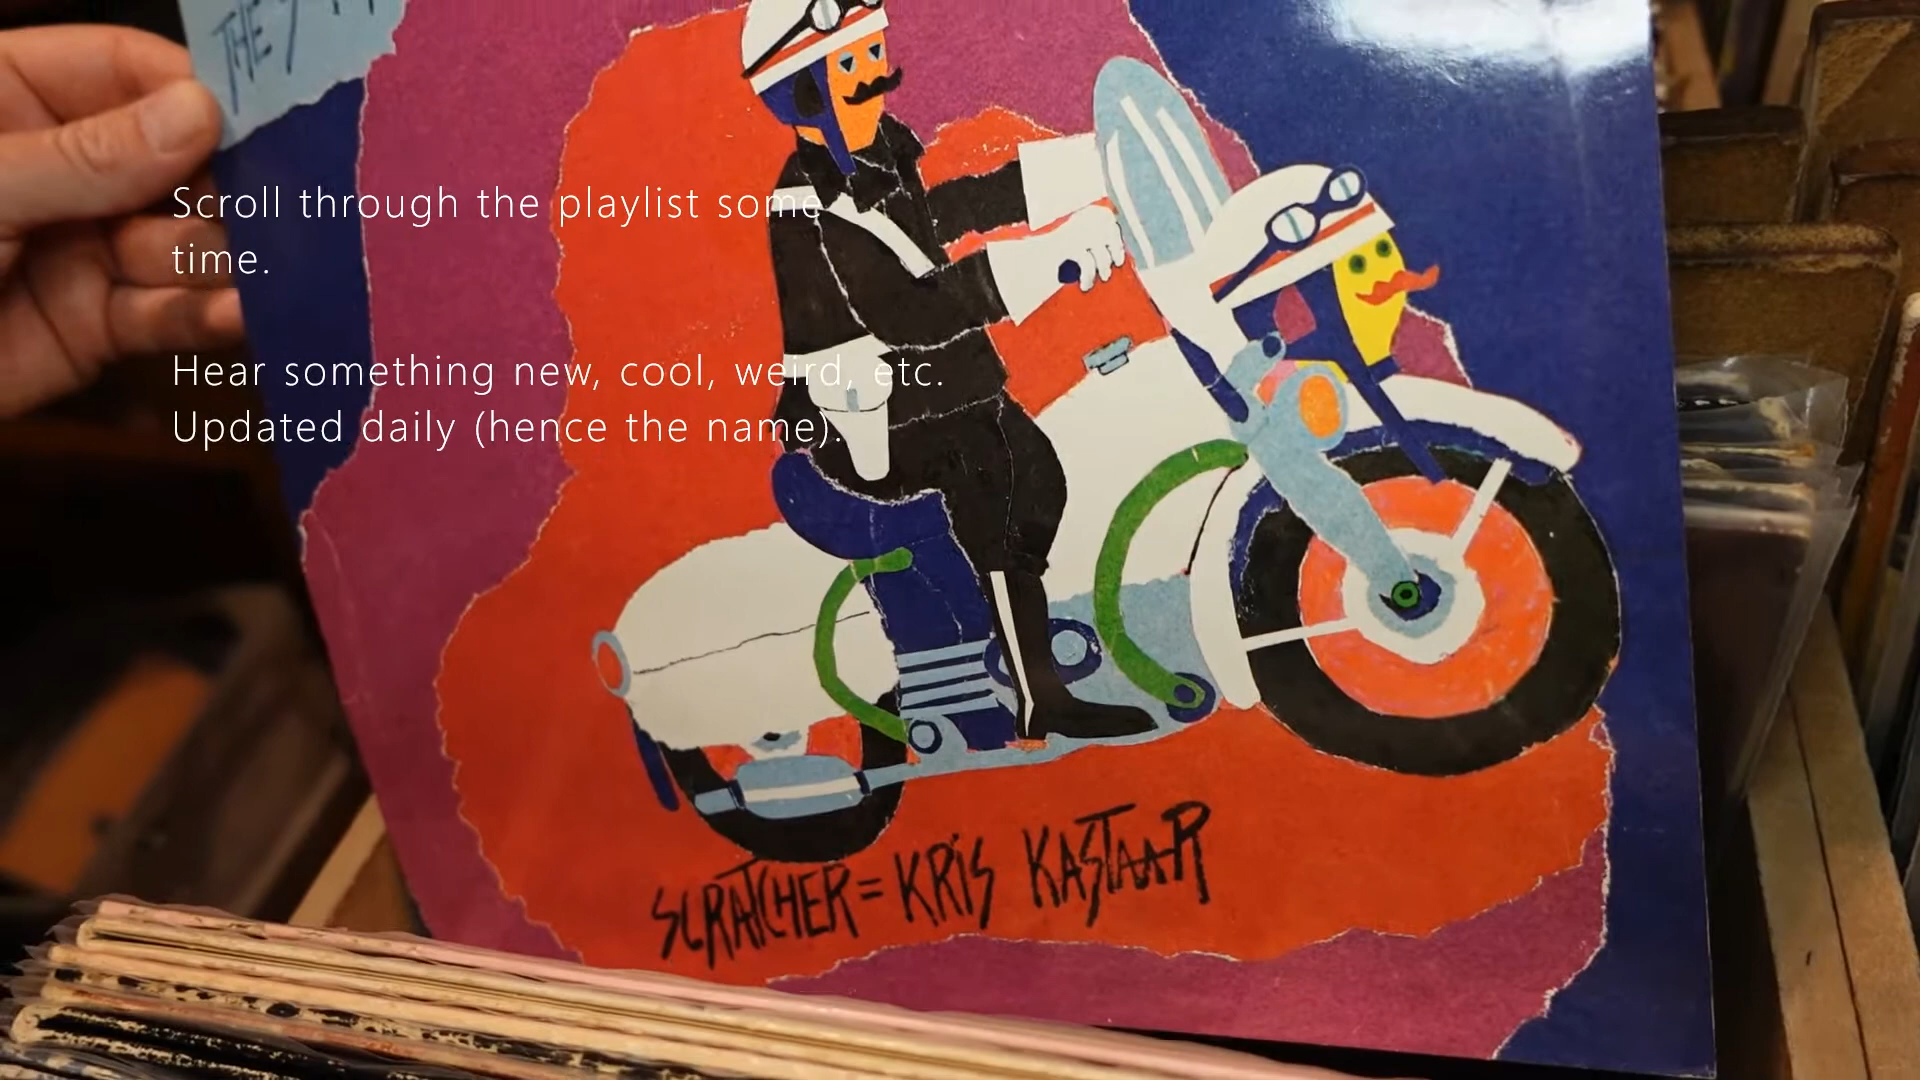 THEY
Scroll through the playlist some
time.
Hear something new, cool, weird, etc.
Updated daily (hence the name).
SCRATCHER = KRIS KASTAAR